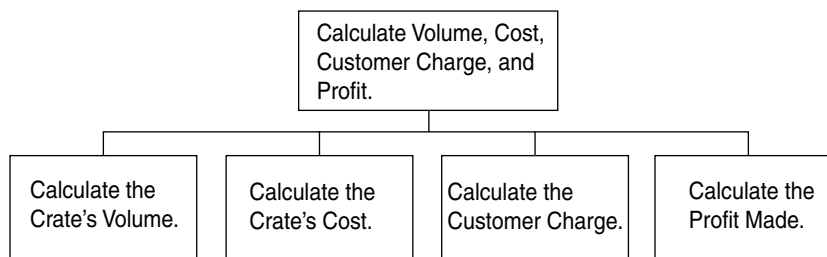 Calculate Volume, Cost,
Customer Charge, and
Profit.
Calculate the
Crate’s Volume.
Calculate the
Crate’s Cost.
Calculate the
Customer Charge.
Calculate the
Profit Made.